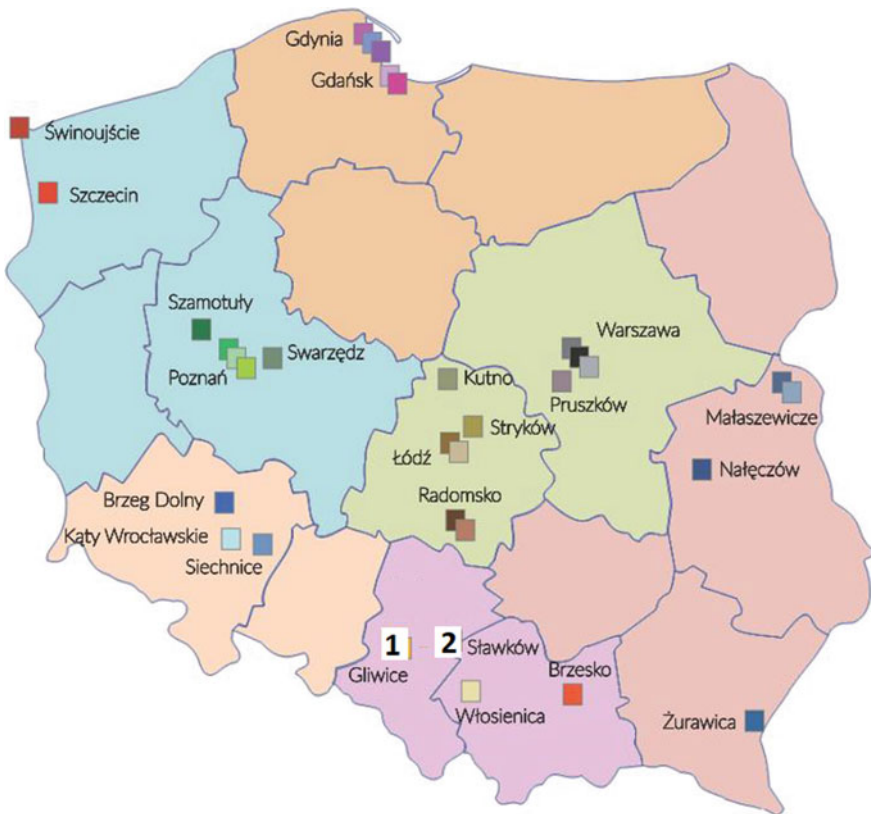 Gdynia
Gdańsk
Świnoujście
Szczecin
Szamotuły
Warszawa
Swarzędz
Poznań
Kutno
Pruszków
Małaszewicze
Stryków
Łódź
Nałęczów
Radomsko
Brzeg Dolny
Kąty Wrocławskie
Siechnice
1 2 Sławków
Gliwice
Brzesko
Włosienica
Żurawica